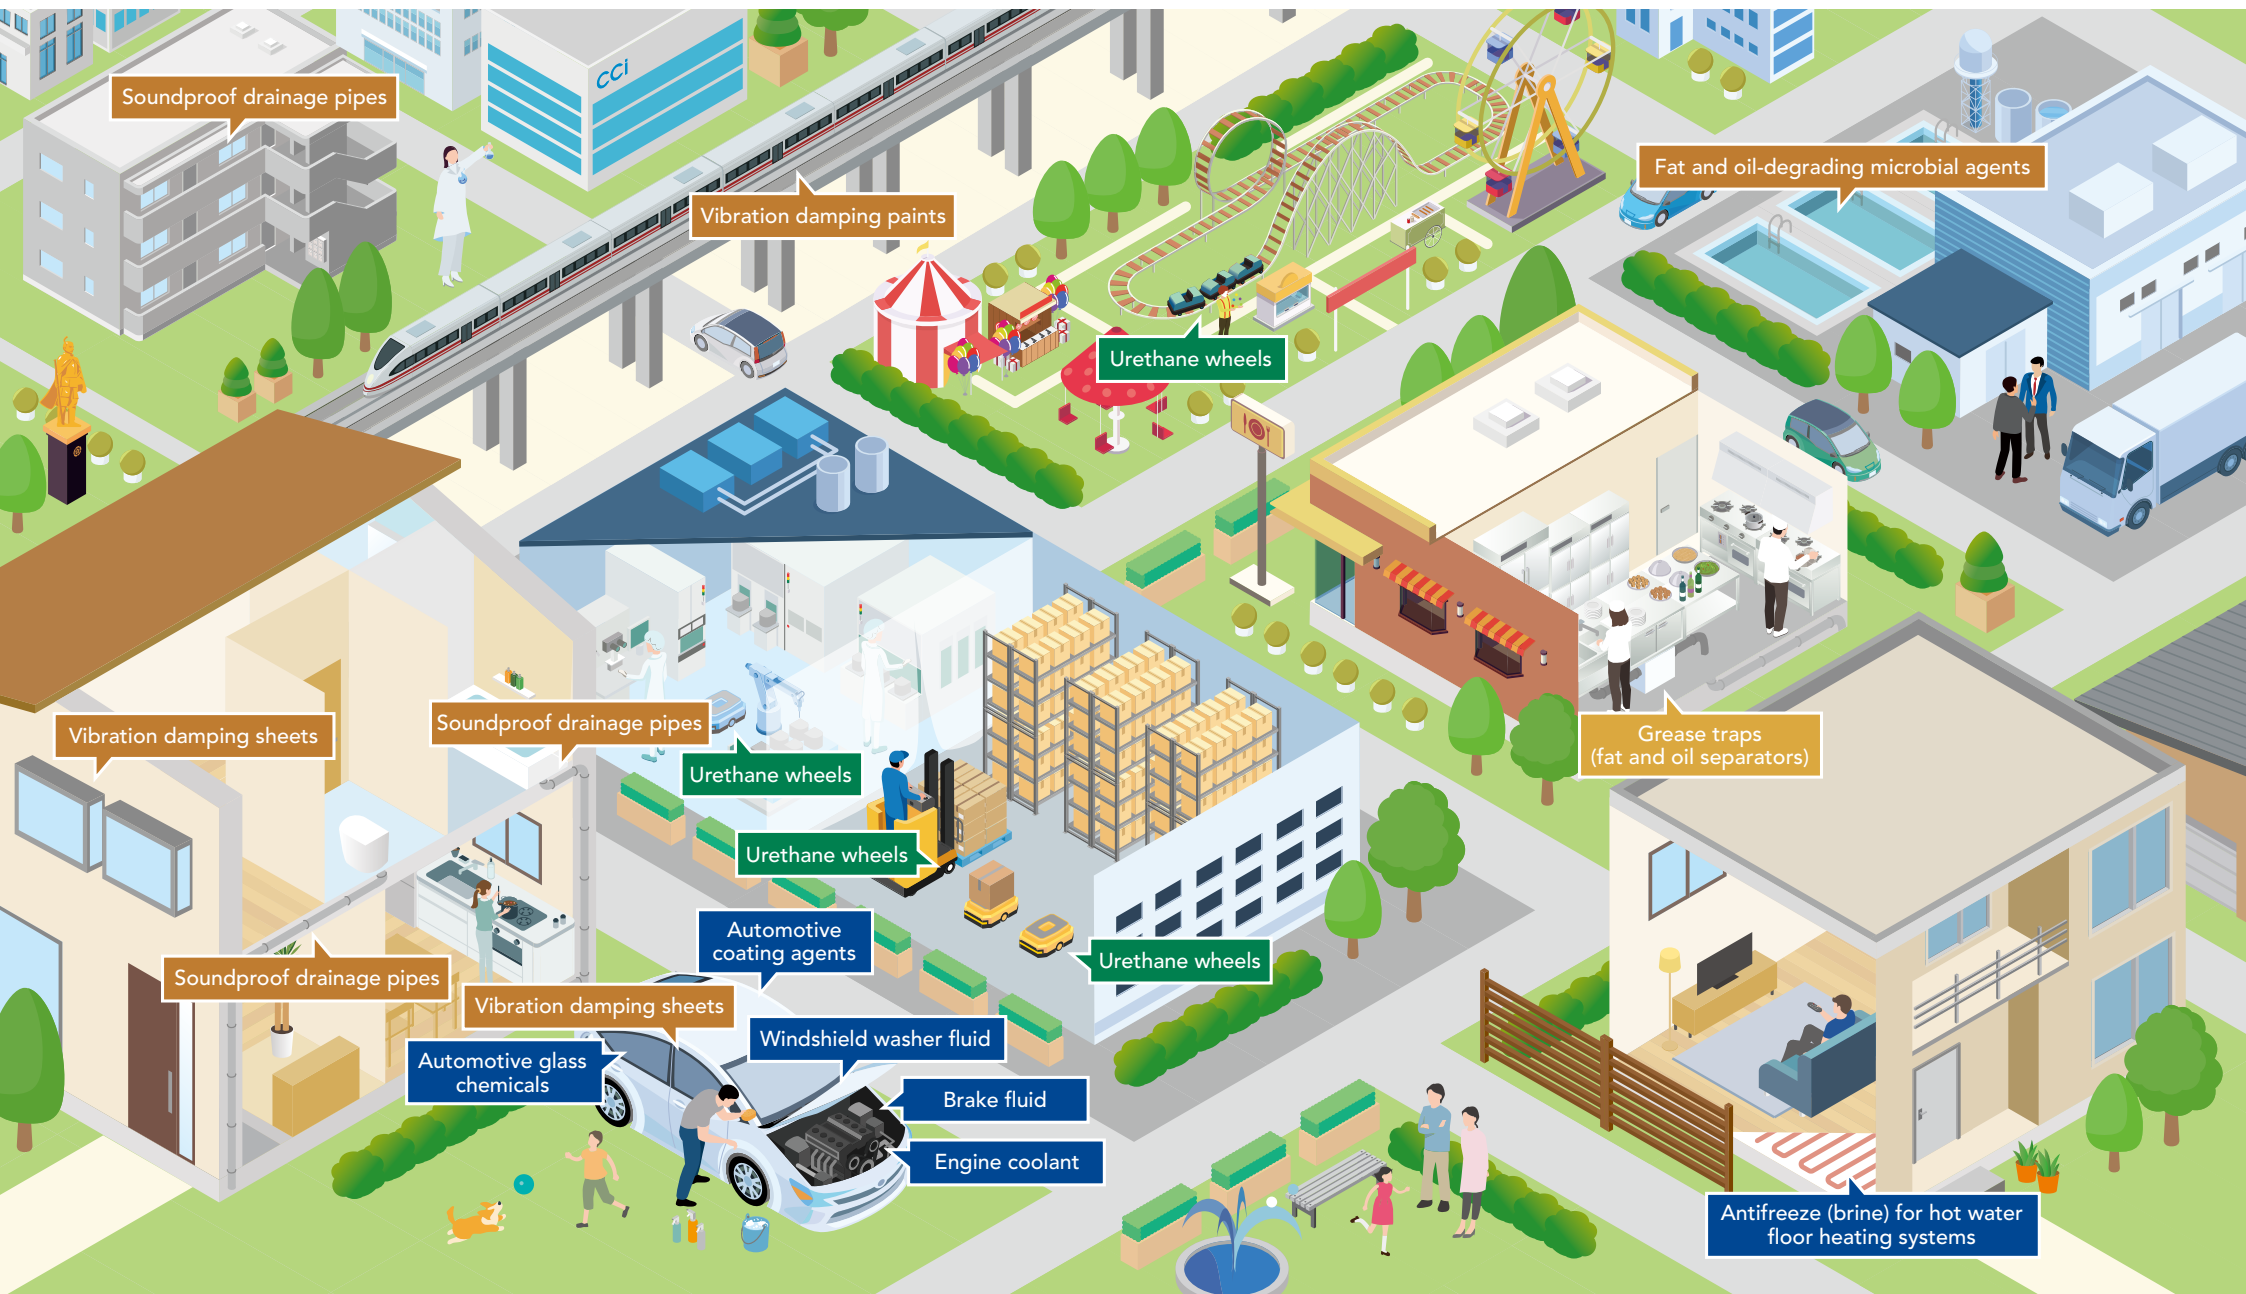 CCi
Soundproof drainage pipes
Vibration damping paints
Fat and oil-degrading microbial agents
Urethane wheels
Vibration damping sheets
Soundproof drainage pipes
Urethane wheels
Grease traps
(fat and oil separators)
Urethane wheels
Automotive
coating agents
Urethane wheels
Soundproof drainage pipes
Vibration damping sheets
Windshield washer fluid
Automotive glass
chemicals
Brake fluid
Engine coolant
Antifreeze (brine) for hot water
floor heating systems